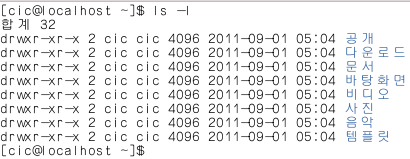 [cic@localhost ~]$ ls -l
합계 32
drwxr-xr-x 2 cic cic 4096 2011-09-01 05:04 공개
drwxr-xr-x 2 cic cic 4096 2011-09-01 05:04 다운로드
drwxr-xr-x 2 cic cic 4096 2011-09-01 05:04 문서
drwxr-xr-x 2 cic cic 4096 2011-09-01 05:04 바탕화면
drwxr-xr-x 2 cic cic 4096 2011-09-01 05:04 비디오
drwxr-xr-x 2 cic cic 4096 2011-09-01 05:04 사진
drwxr-xr-x 2 cic cic 4096 2011-09-01 05:04 음악
drwxr-xr-x 2 cic cic 4096 2011-09-01 05:04 템플릿
[cic@localhost ~]$